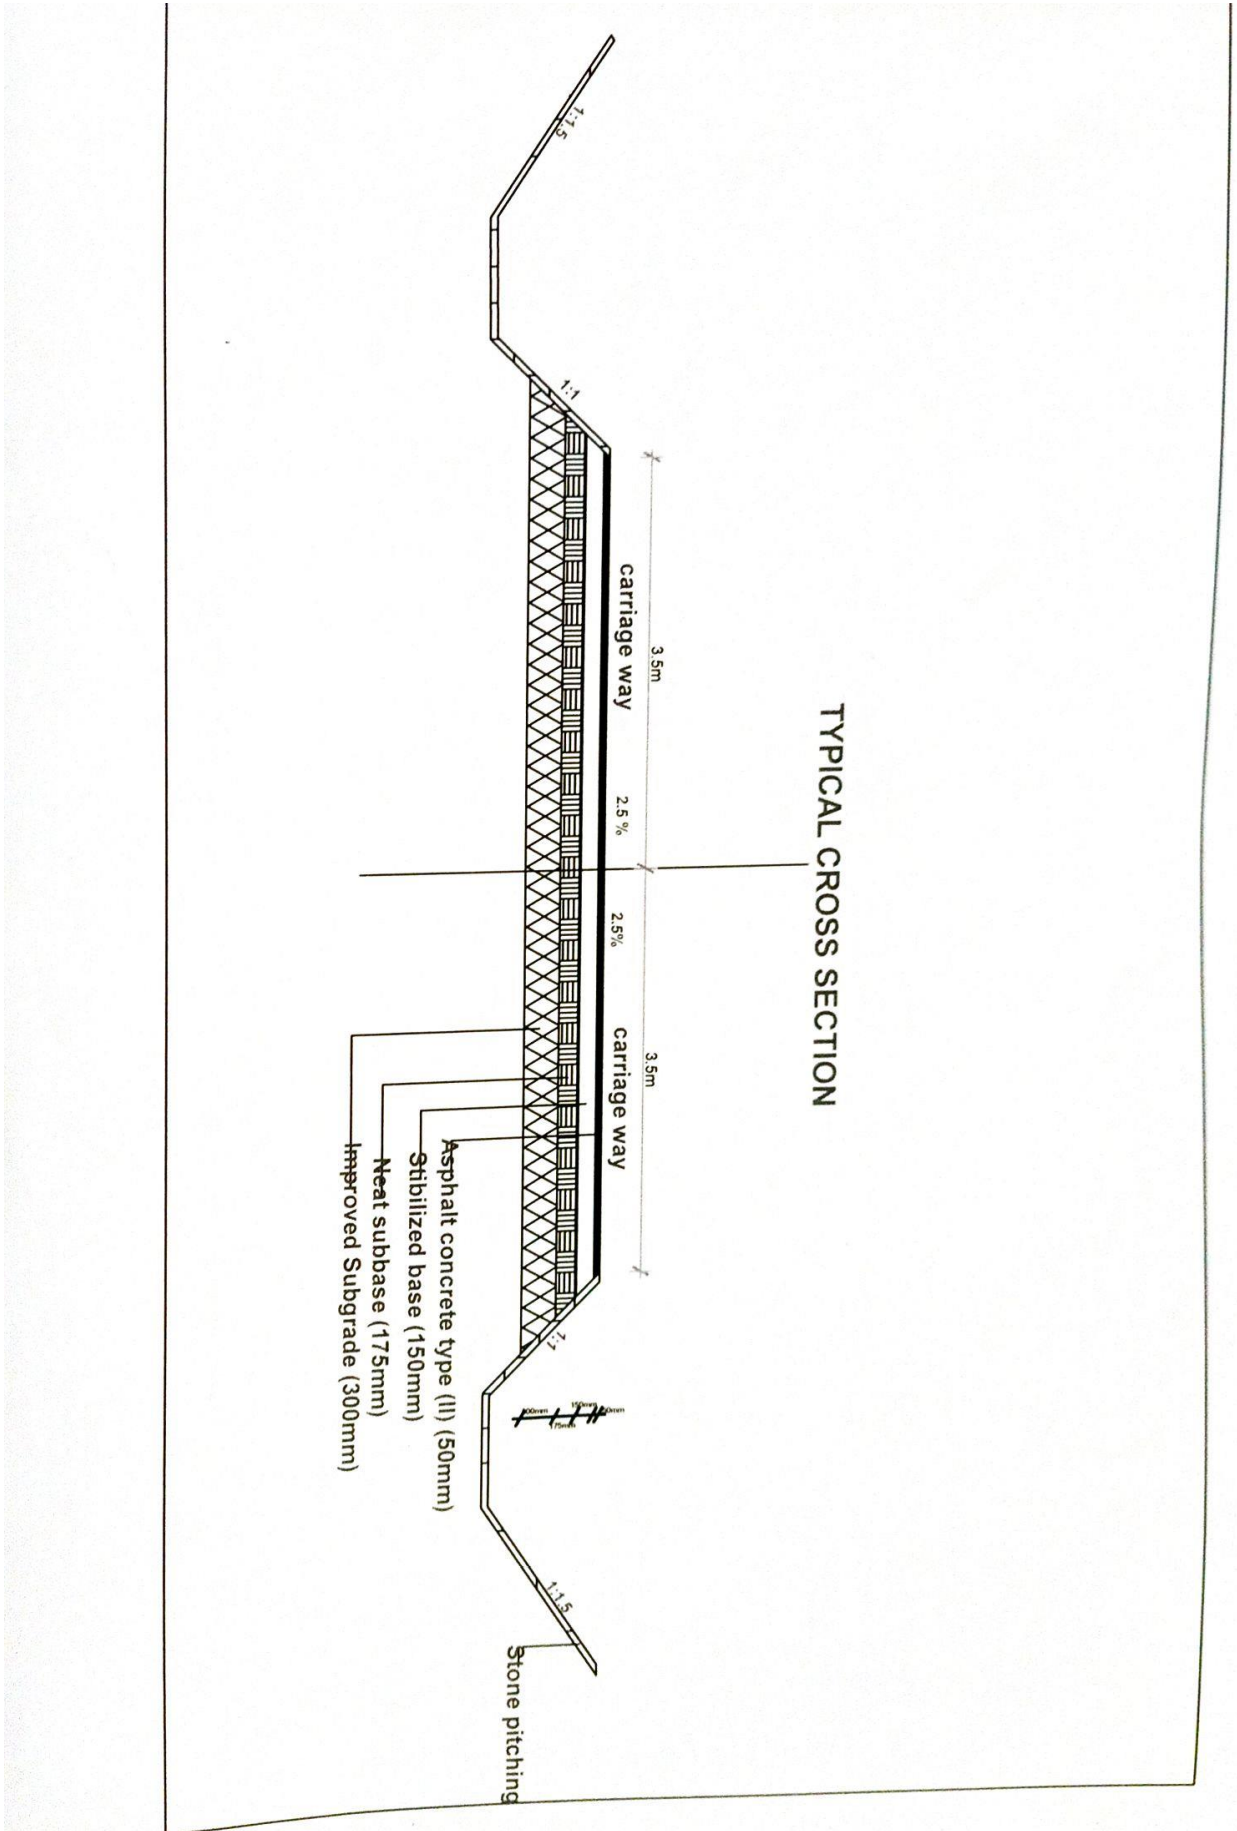 TYPICAL CROSS SECTION
3.5m
3.5m
carriage way
2.5 %
2.5%
carriage way
1:1.5
1:1
1:1
1:1.5
150mm
175mm
Asphalt concrete type (II) (50mm)
Stibilized base (150mm)
Neat subbase (175mm)
Improved Subgrade (300mm)
Stone pitching